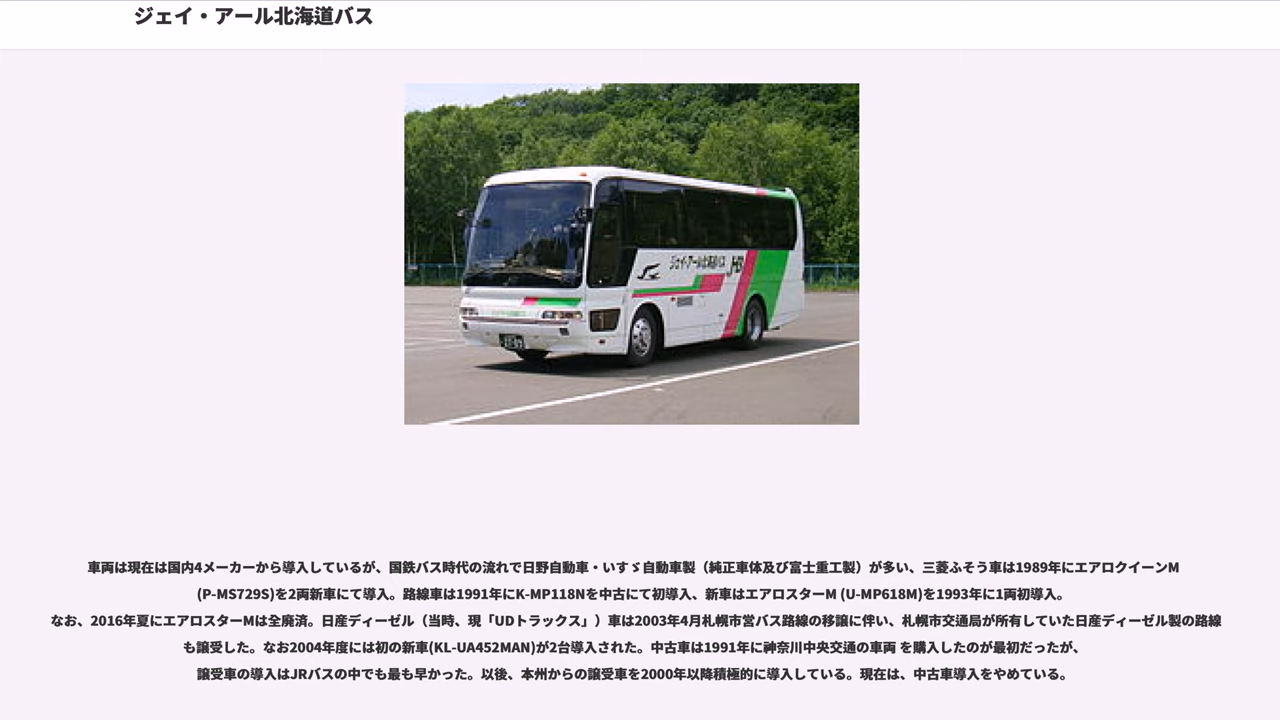 ジェイ・アール北海道バス
ジェイ・アール北海道バス
車両は現在は国内4メーカーから導入しているが、国鉄バス時代の流れで日野自動車・いすゞ自動車製（純正車体及び富士重工製）が多い、三菱ふそう車は1989年にエアロクイーンM
(P-MS729S)を2両新車にて導入。路線車は1991年にK-MP118Nを中古にて初導入、新車はエアロスターM (U-MP618M)を1993年に1両初導入。
なお、2016年夏にエアロスターMは全廃済。日産ディーゼル（当時、現「UDトラックス」）車は2003年4月札幌市営バス路線の移譲に伴い、札幌市交通局が所有していた日産ディーゼル製の路線
も譲受した。なお2004年度には初の新車(KL-UA452MAN)が2台導入された。中古車は1991年に神奈川中央交通の車両 を購入したのが最初だったが、
譲受車の導入はJRバスの中でも最も早かった。以後、本州からの譲受車を2000年以降積極的に導入している。現在は、中古車導入をやめている。